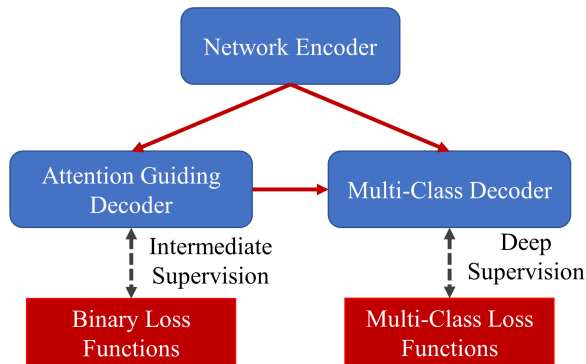 Network Encoder
Attention Guiding
Decoder
Multi-Class Decoder
Intermediate
Supervision
Deep
Supervision
Binary Loss
Functions
Multi-Class Loss
Functions